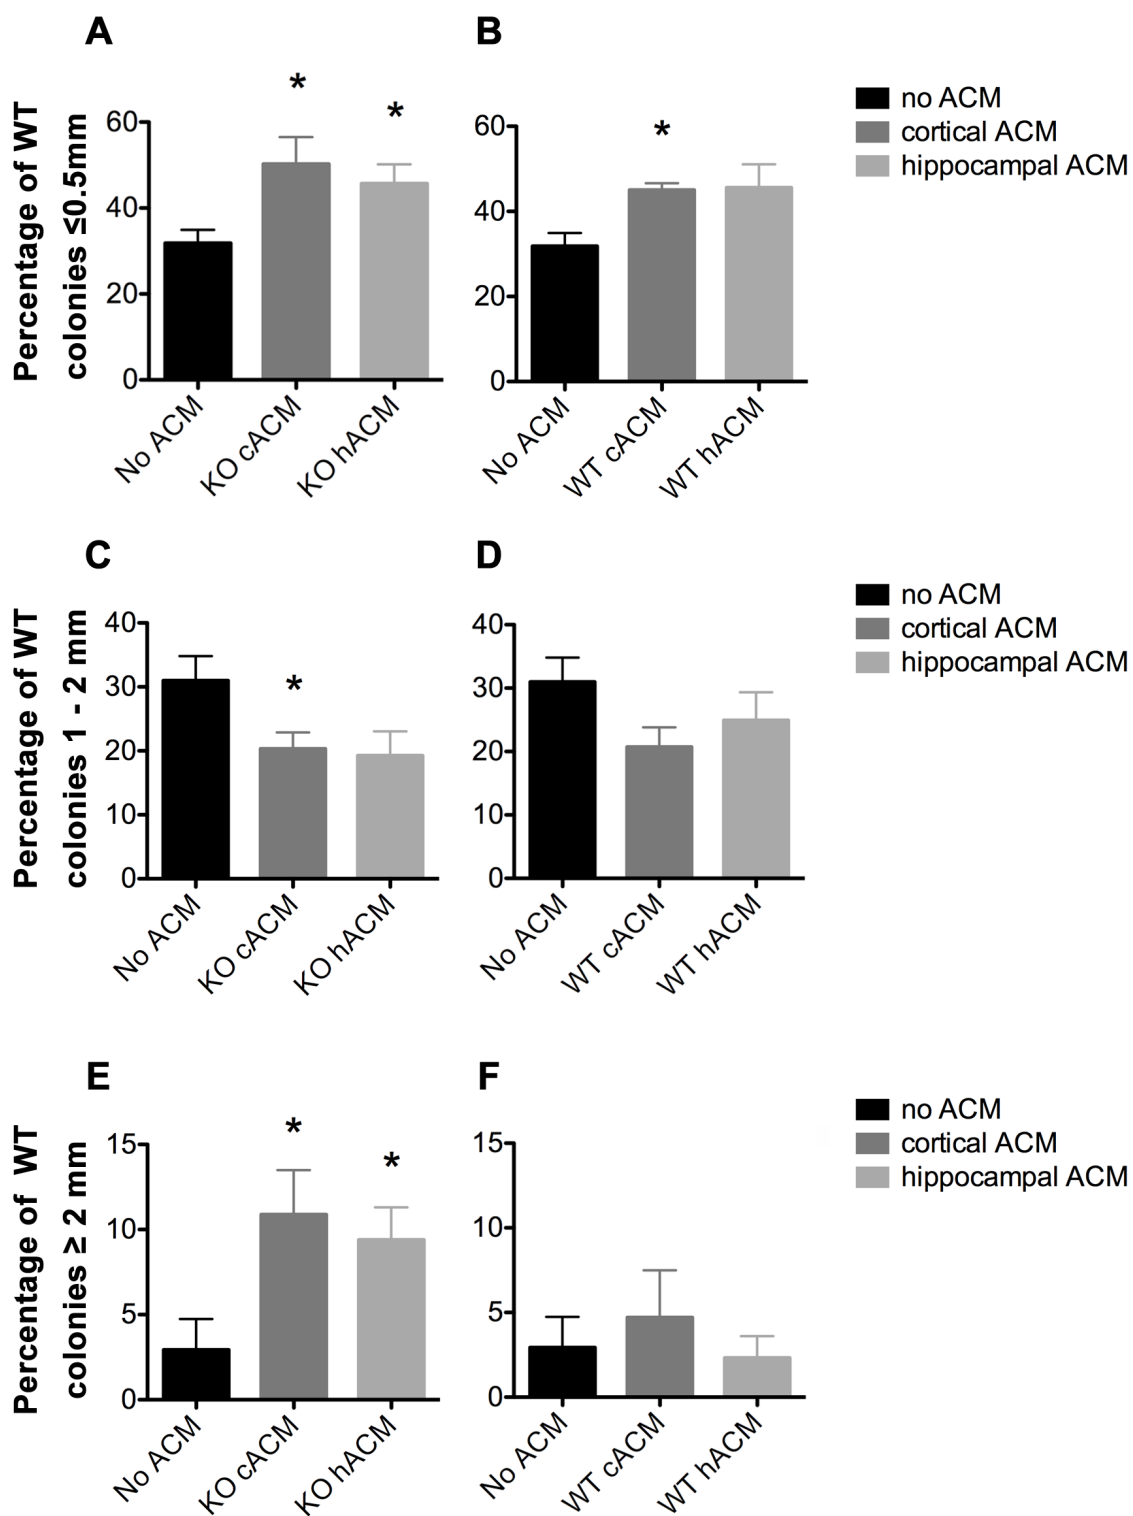 A
B
Percentage of WT
colonies ≤0.5mm
60
40
20
0
*
*
No ACM
KO cACM
KO hACM
60
40
20
0
*
No ACM
WT cACM
WT hACM
no ACM
cortical ACM
hippocampal ACM
C
D
Percentage of WT
colonies 1 - 2 mm
40
30
20
10
0
*
No ACM
KO cACM
KO hACM
40
30
20
10
0
No ACM
WT cACM
WT hACM
no ACM
cortical ACM
hippocampal ACM
E
F
Percentage of WT
colonies ≥ 2 mm
15
10
5
0
*
*
No ACM
KO cACM
KO hACM
15
10
5
0
No ACM
WT cACM
WT hACM
no ACM
cortical ACM
hippocampal ACM